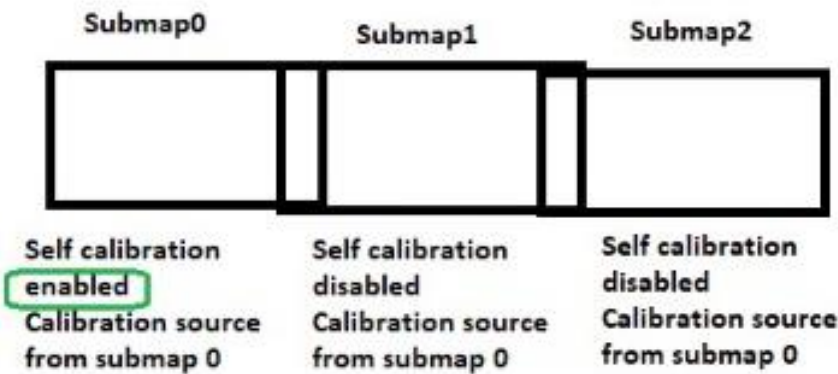 Submap0
Submap1
Submap2
Self calibration
enabled
Calibration source
from submap 0
Self calibration
disabled
Calibration source
from submap 0
Self calibration
disabled
Calibration source
from submap 0